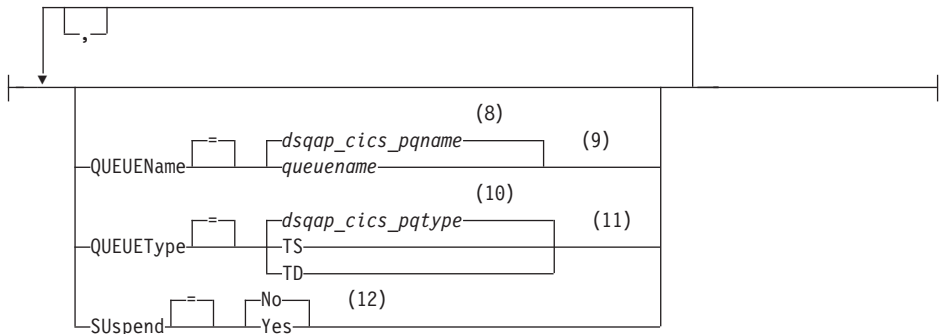 ,
(8)
= dsqap_cics_pqname (9)
QUEUEName queuename
(10)
= dsqap_cics_pqtype (11)
QUEUEType TS
TD
= No (12)
SUspend Yes